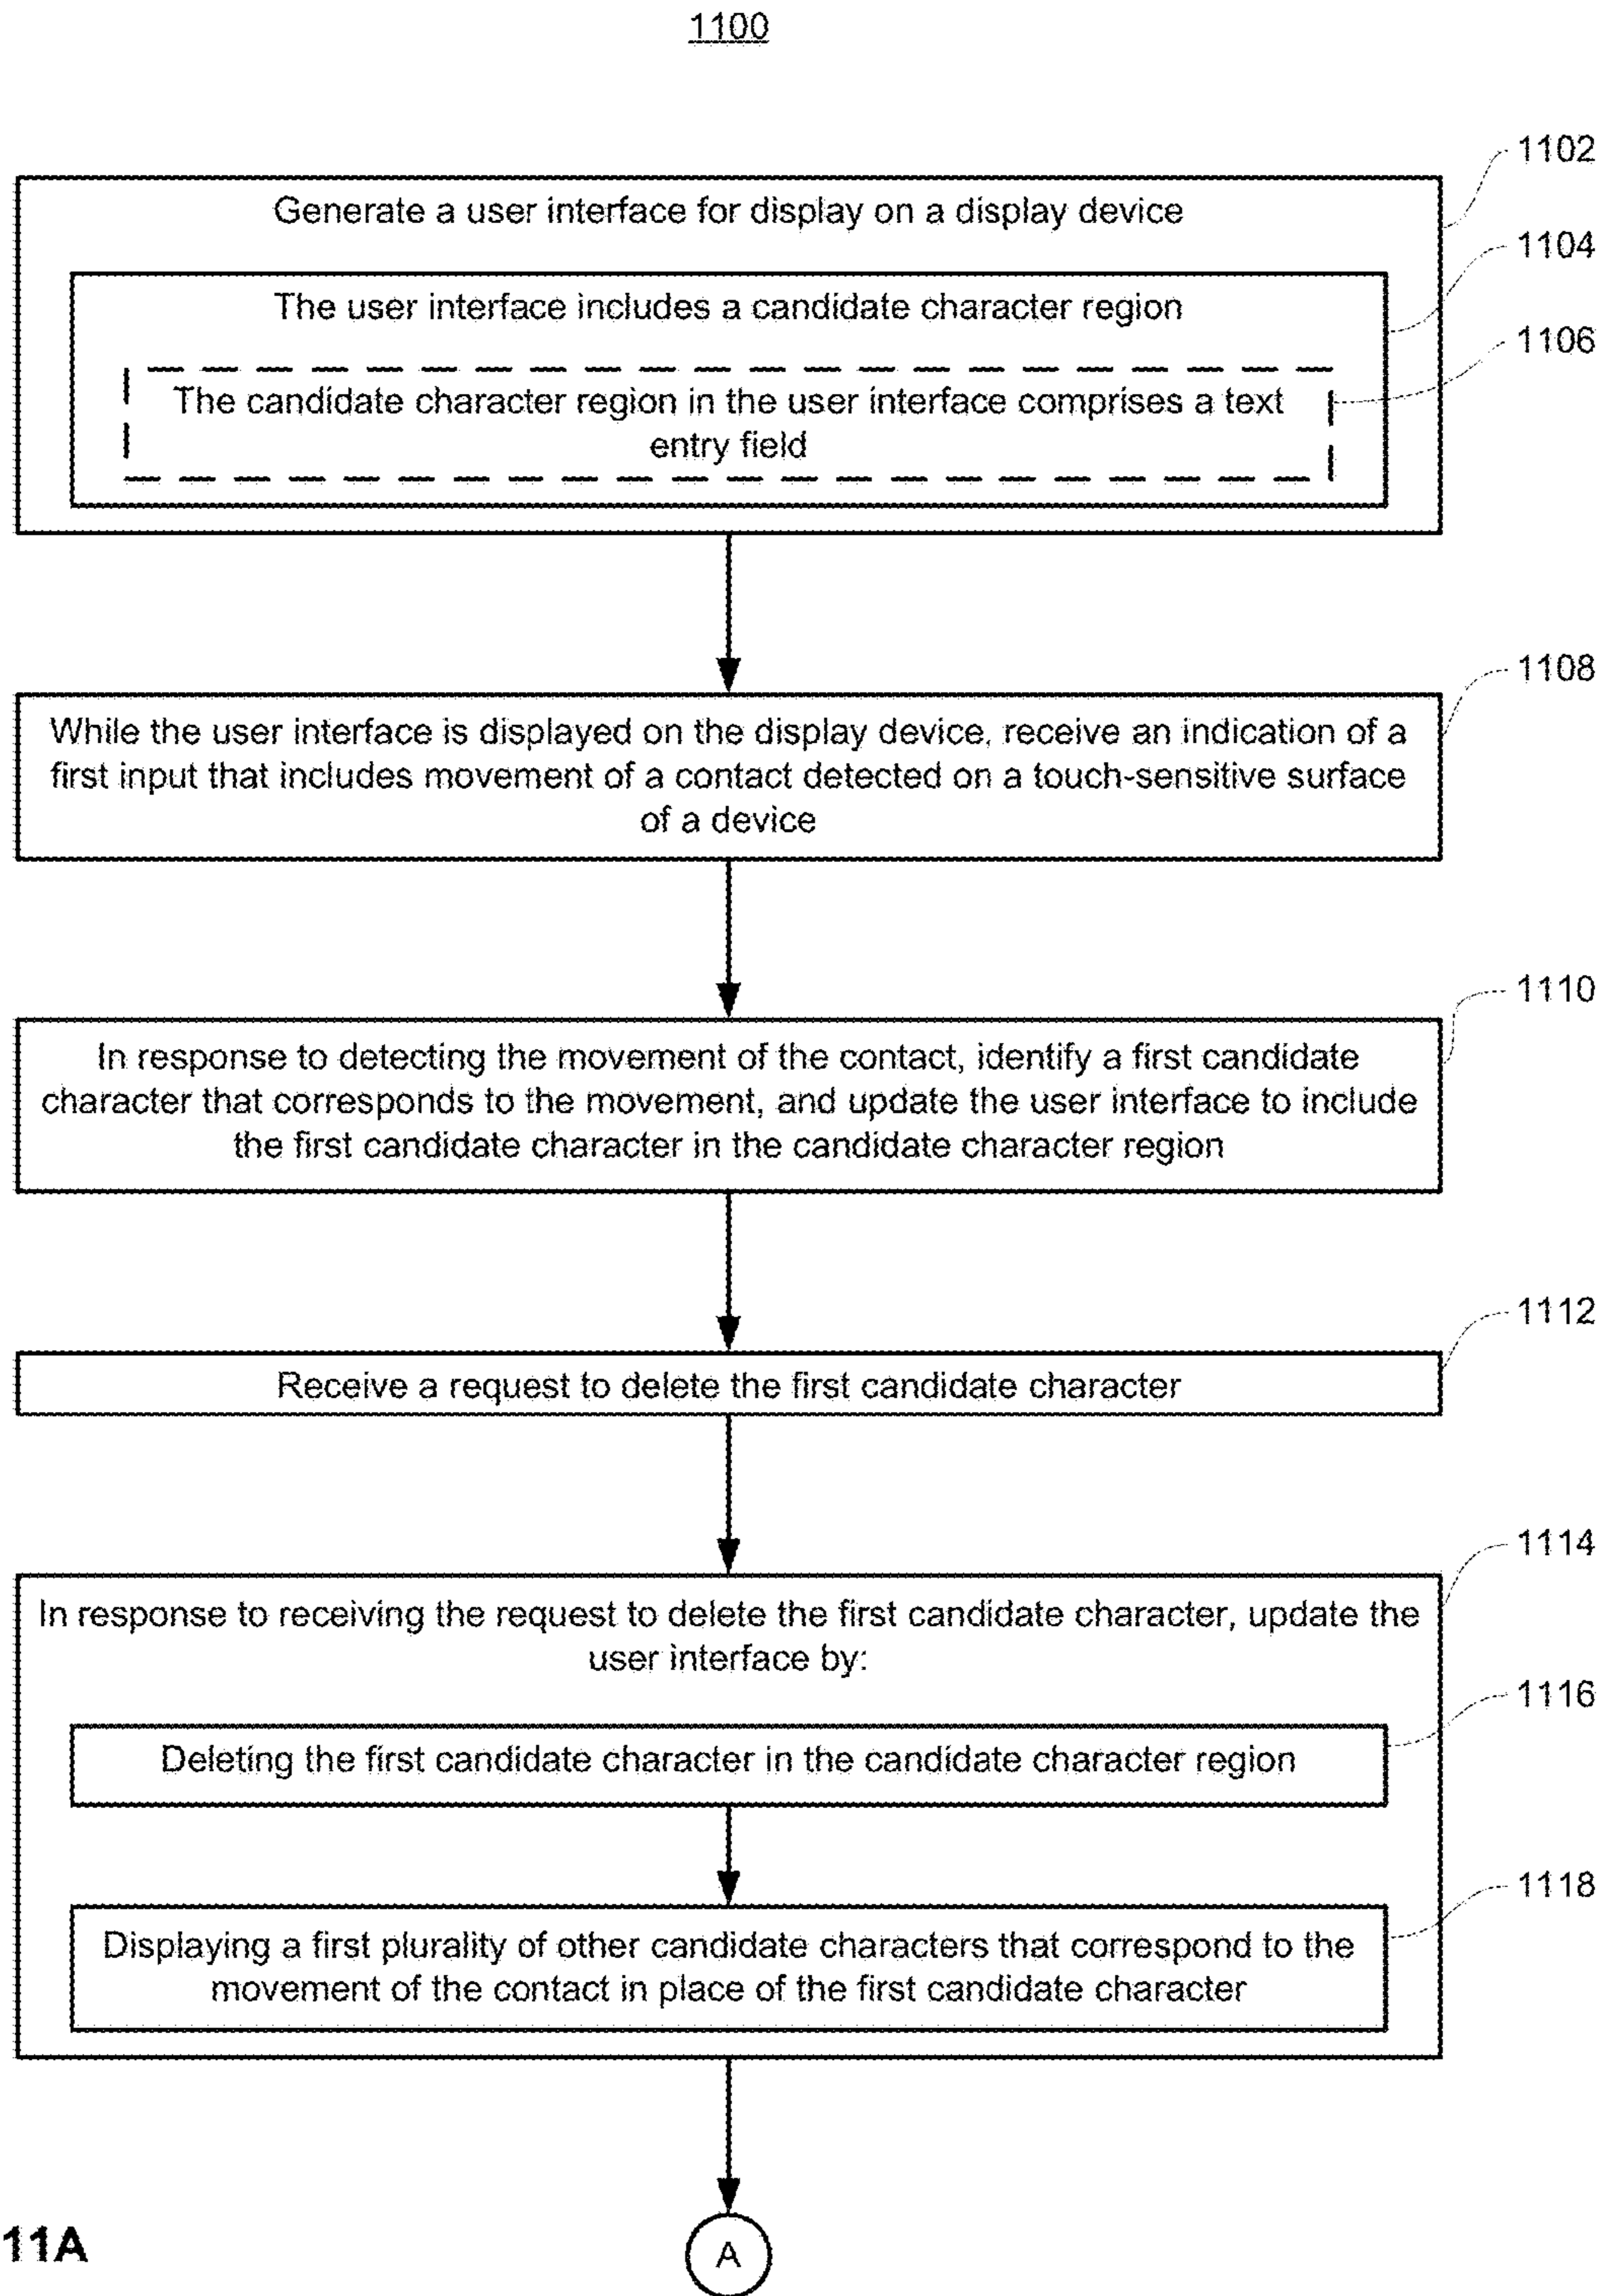 1100
1102
Generate a user interface for display on a display device
1104
The user interface includes a candidate character region
1106
The candidate character region in the user interface comprises a text
entry field
1108
While the user interface is displayed on the display device, receive an indication of a
first input that includes movement of a contact detected on a touch-sensitive surface
of a device
1110
In response to detecting the movement of the contact, identify a first candidate
character that corresponds to the movement, and update the user interface to include
the first candidate character in the candidate character region
1112
Receive a request to delete the first candidate character
1114
In response to receiving the request to delete the first candidate character, update the
user interface by:
1116
Deleting the first candidate character in the candidate character region
1118
Displaying a first plurality of other candidate characters that correspond to the
movement of the contact in place of the first candidate character
11A
A